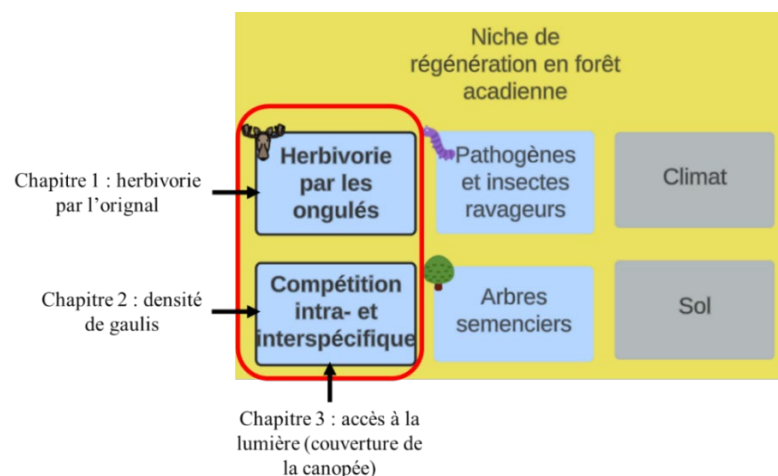 Niche de
régénération en forêt
acadienne
Herbivorie
par les
ongulés
Pathogènes
et insectes
ravageurs
Climat
Chapitre 1 : herbivorie
par l'orignal
Compétition
intra- et
interspécifique
Arbres
semenciers
Sol
Chapitre 2 : densité
de gaulis
Chapitre 3 : accès à la
lumière (couverture de
la canopée)